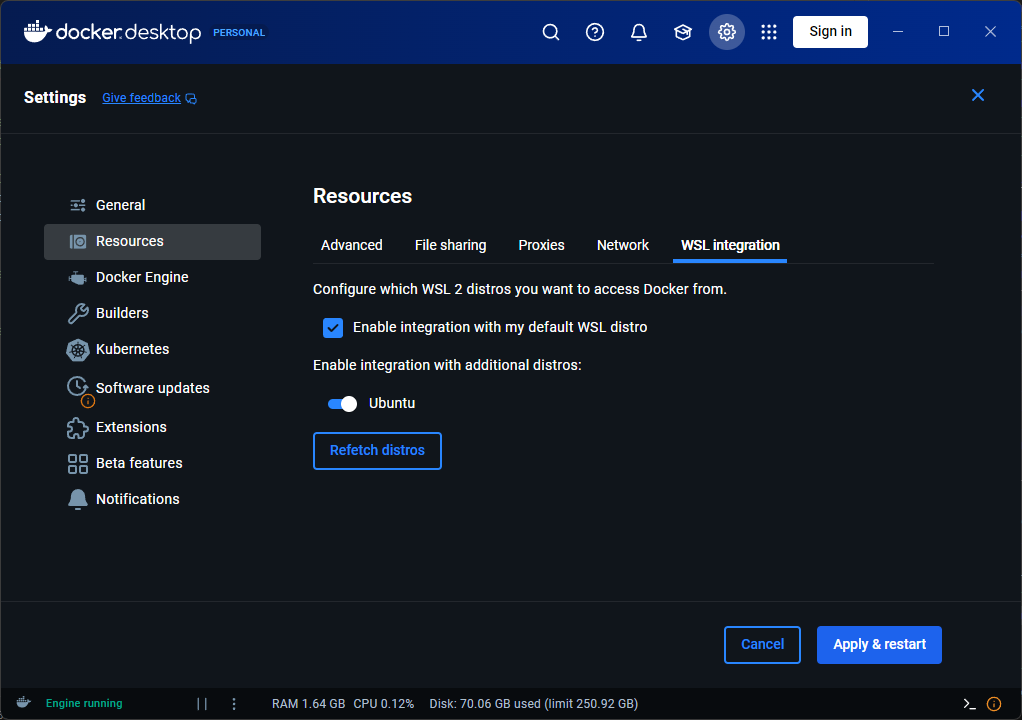 docker desktop PERSONAL Sign in
Settings Give feedback
General
Resources
Docker Engine
Builders
Kubernetes
Software updates
Extensions
Beta features
Notifications
Resources
Advanced File sharing Proxies Network WSL integration
Configure which WSL 2 distros you want to access Docker from.
Enable integration with my default WSL distro
Enable integration with additional distros:
Ubuntu
Refetch distros
Cancel Apply & restart
Engine running RAM 1.64 GB CPU 0.12% Disk: 70.06 GB used (limit 250.92 GB)